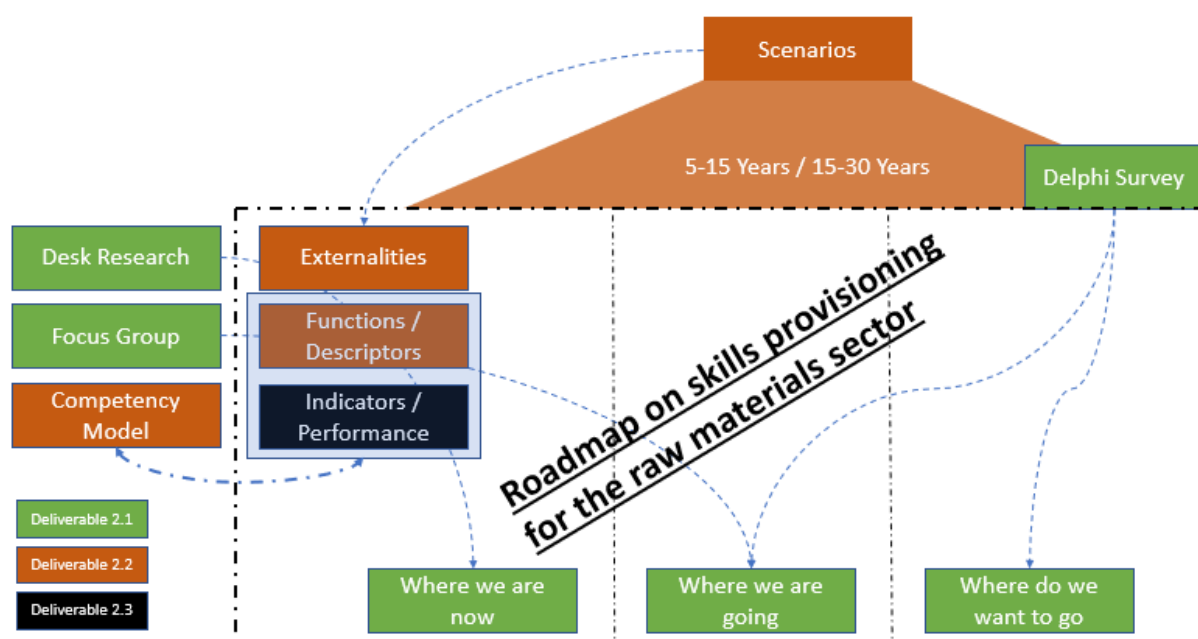 Scenarios
5-15 Years / 15-30 Years
Delphi Survey
Desk Research
Externalities
Focus Group
Functions /
Descriptors
Competency
Model
Indicators /
Performance
Roadmap on skills provisioning
for the raw materials sector
Deliverable 2.1
Deliverable 2.2
Deliverable 2.3
Where we are
now
Where we are
going
Where do we
want to go